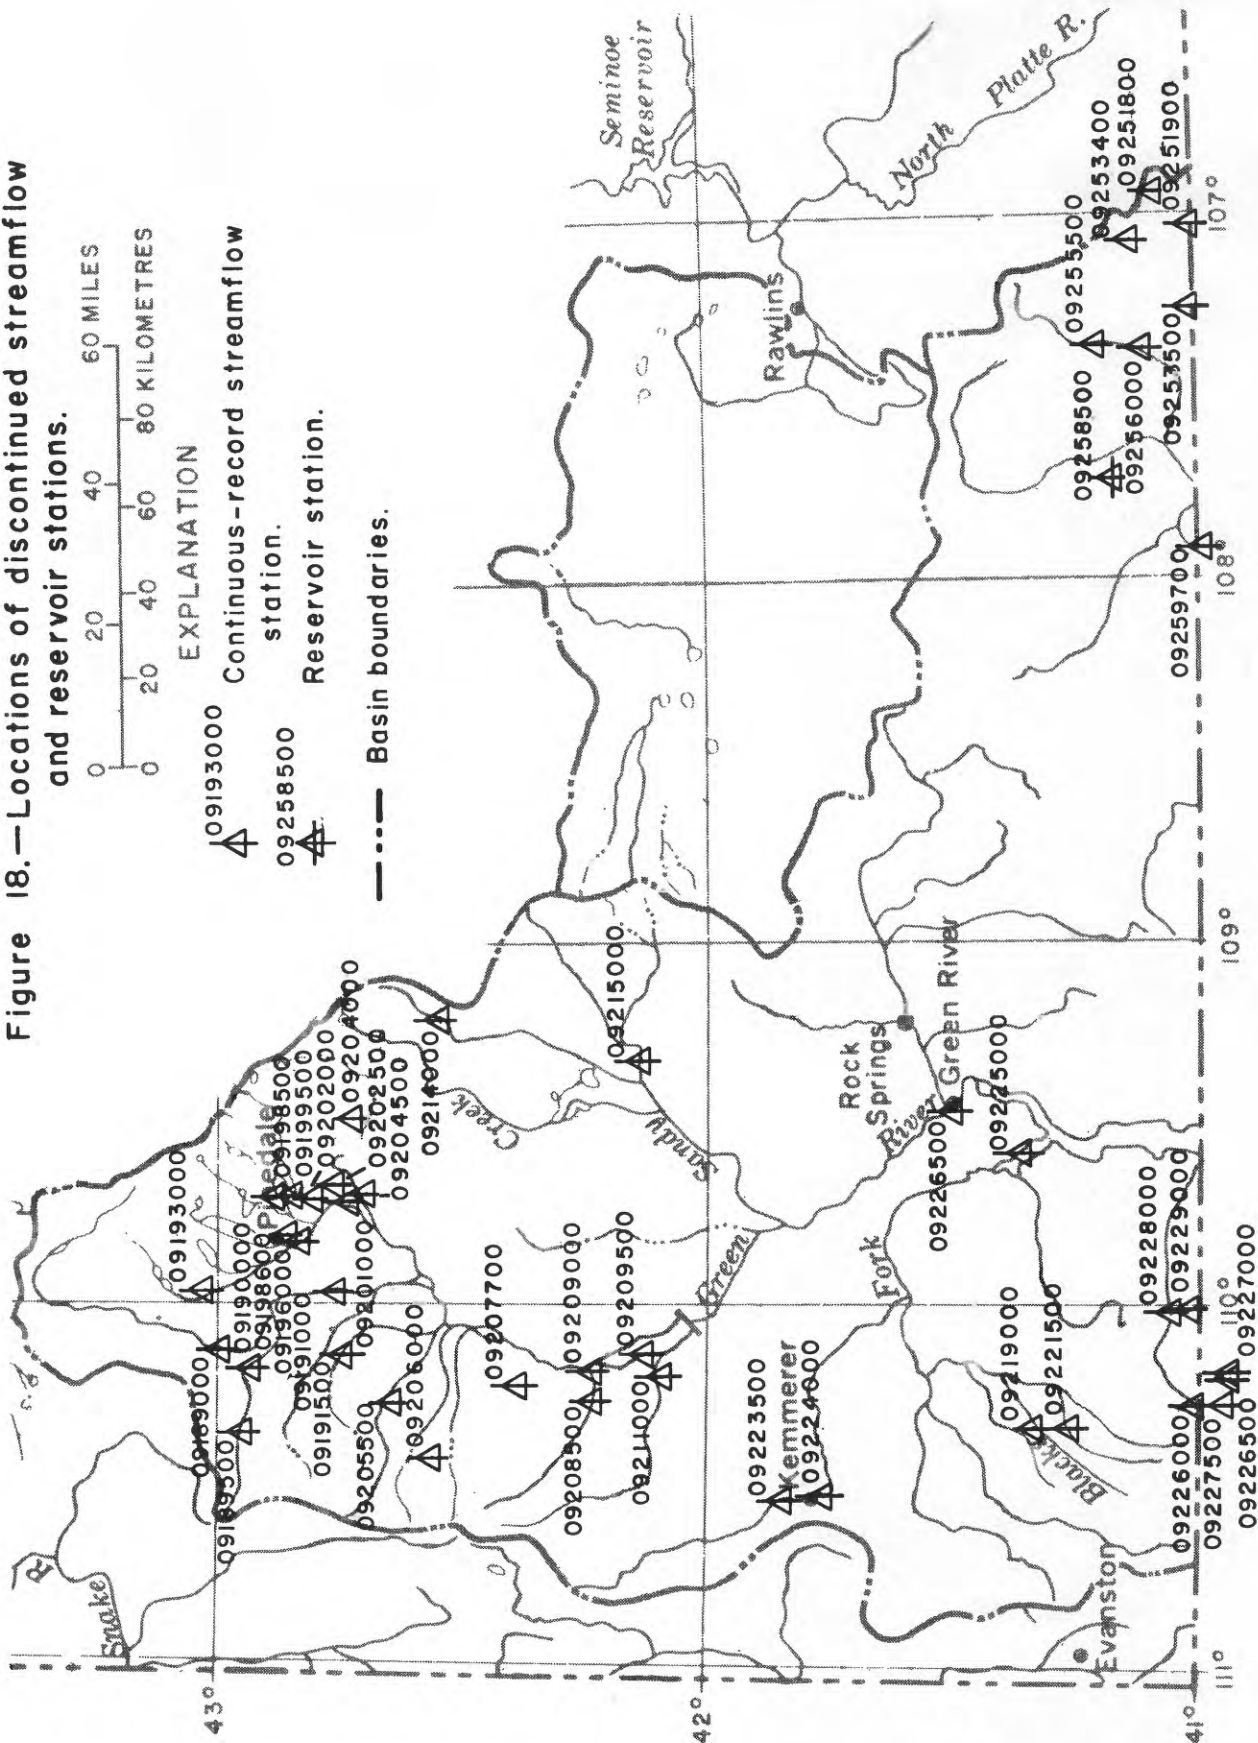 Figure 18.—Locations of discontinued streamflow
and reservoir stations.
0 20 40 60 MILES
0 20 40 60 80 KILOMETRES
EXPLANATION
09193000
Continuous-record streamflow
station.
09258500
Reservoir station.
Basin boundaries.
Snake R.
43°
42°
41°
111°
110°
109°
108°
107°
Seminoe
Reservoir
North Platte R.
Rawlins
Rock
Springs
Green River
Green River
Sandy
Creek
Fork
Blacks
Kemmerer
Evanston
Pinedale
09189500
09189000
09190000
09193000
09198600
09196000
09191000
09191500
09201000
09198500
09199500
09202000
09204000
09202500
09204500
09214000
09205500
09206000
09207700
09208500
09209000
09209500
09211000
09215000
09223500
09224000
09219000
09221500
09226500
09225000
09228000
09229000
09226000
09227500
09226500
09227000
09259700
09258500
09256000
09255500
09253500
09253400
09251800
09251900